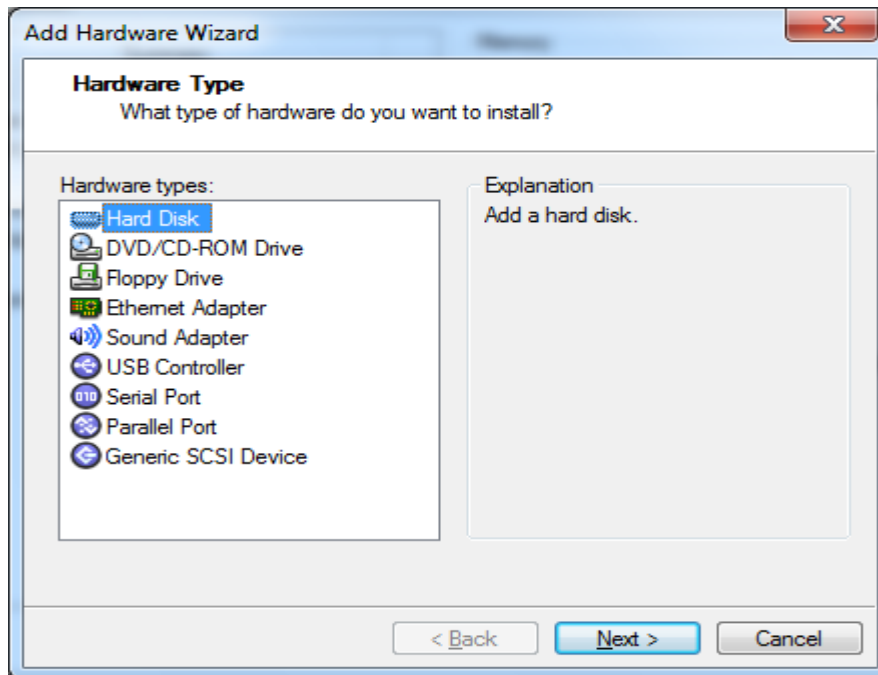 Add Hardware Wizard
Memory
Hardware Type
What type of hardware do you want to install?
Hardware types:
Explanation
Hard Disk
Add a hard disk.
DVD/CD-ROM Drive
Floppy Drive
Ethernet Adapter
Sound Adapter
USB Controller
Serial Port
Parallel Port
Generic SCSI Device
< Back
Next >
Cancel